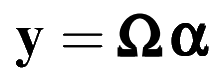 𝐲 = 𝛀𝛂